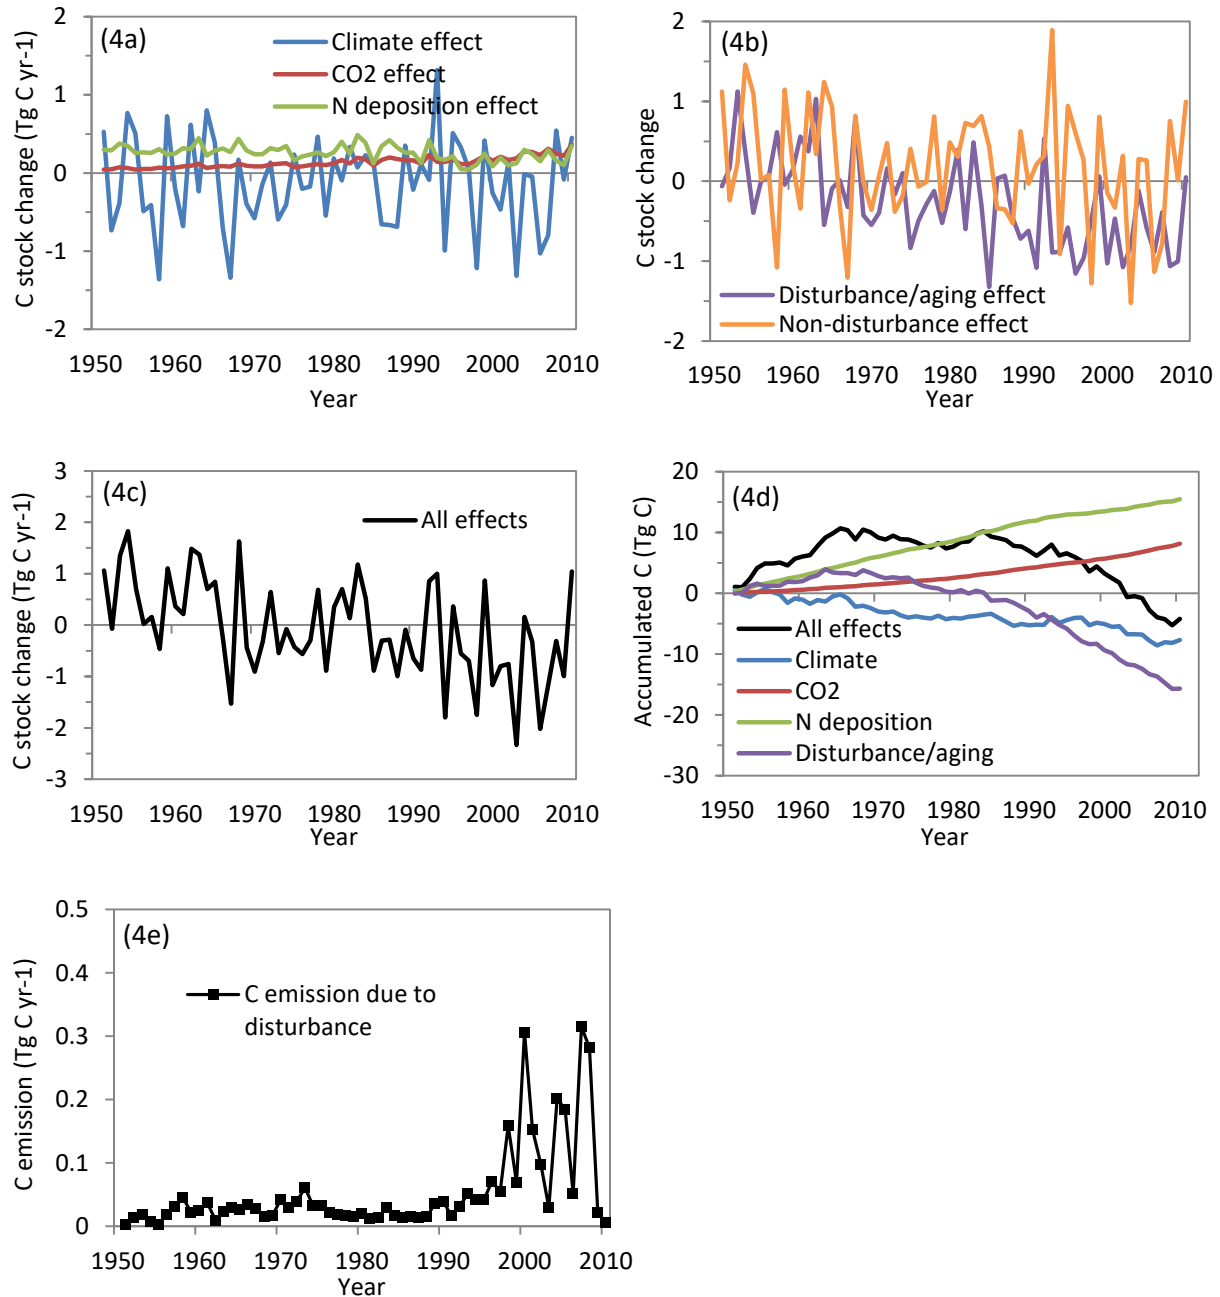 (4a)
Climate effect
CO2 effect
N deposition effect
C stock change (Tg C yr-1)
2
1
0
-1
-2
1950 1960 1970 1980 1990 2000 2010
Year
(4b)
C stock change
2
1
0
-1
-2
Disturbance/aging effect
Non-disturbance effect
1950 1960 1970 1980 1990 2000 2010
Year
(4c)
All effects
C stock change (Tg C yr-1)
3
2
1
0
-1
-2
-3
1950 1960 1970 1980 1990 2000 2010
Year
(4d)
Accumulated C (Tg C)
20
10
0
-10
-20
-30
All effects
Climate
CO2
N deposition
Disturbance/aging
1950 1960 1970 1980 1990 2000 2010
Year
(4e)
C emission due to
disturbance
C emission (Tg C yr-1)
0.5
0.4
0.3
0.2
0.1
0
1950 1960 1970 1980 1990 2000 2010
Year